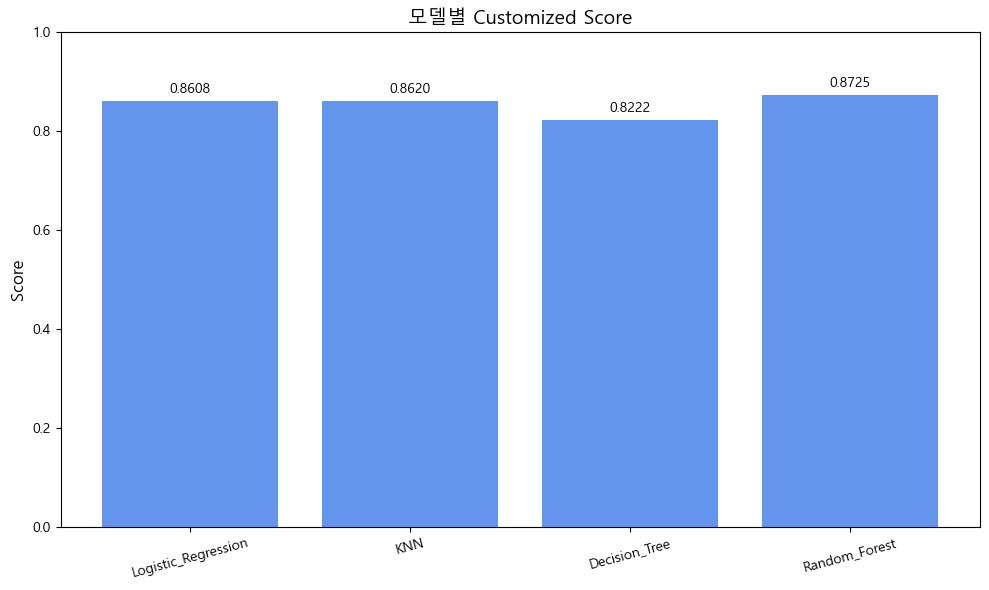 모델별 Customized Score
Score
1.0
0.8
0.6
0.4
0.2
0.0
0.8608
0.8620
0.8222
0.8725
Logistic_Regression
KNN
Decision_Tree
Random_Forest